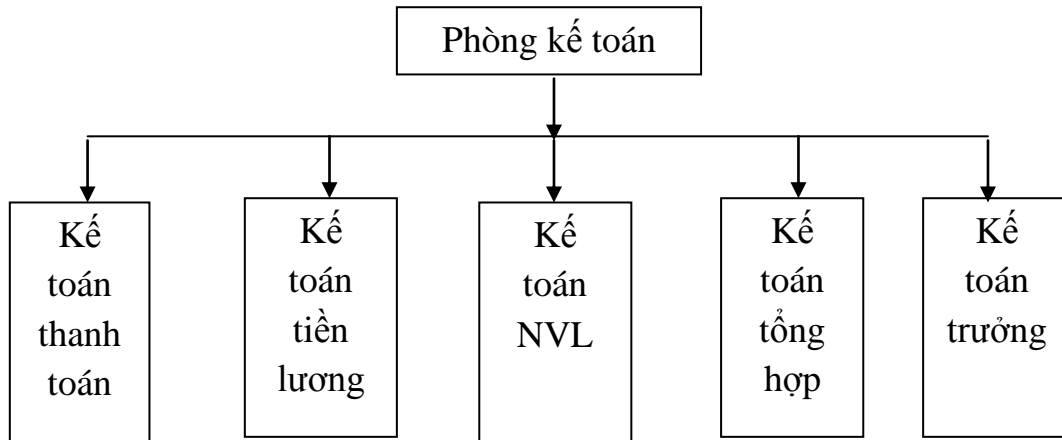 Phòng kế toán
Kế
toán
thanh
toán
Kế
toán
tiền
lương
Kế
toán
NVL
Kế
toán
tổng
hợp
Kế
toán
trưởng